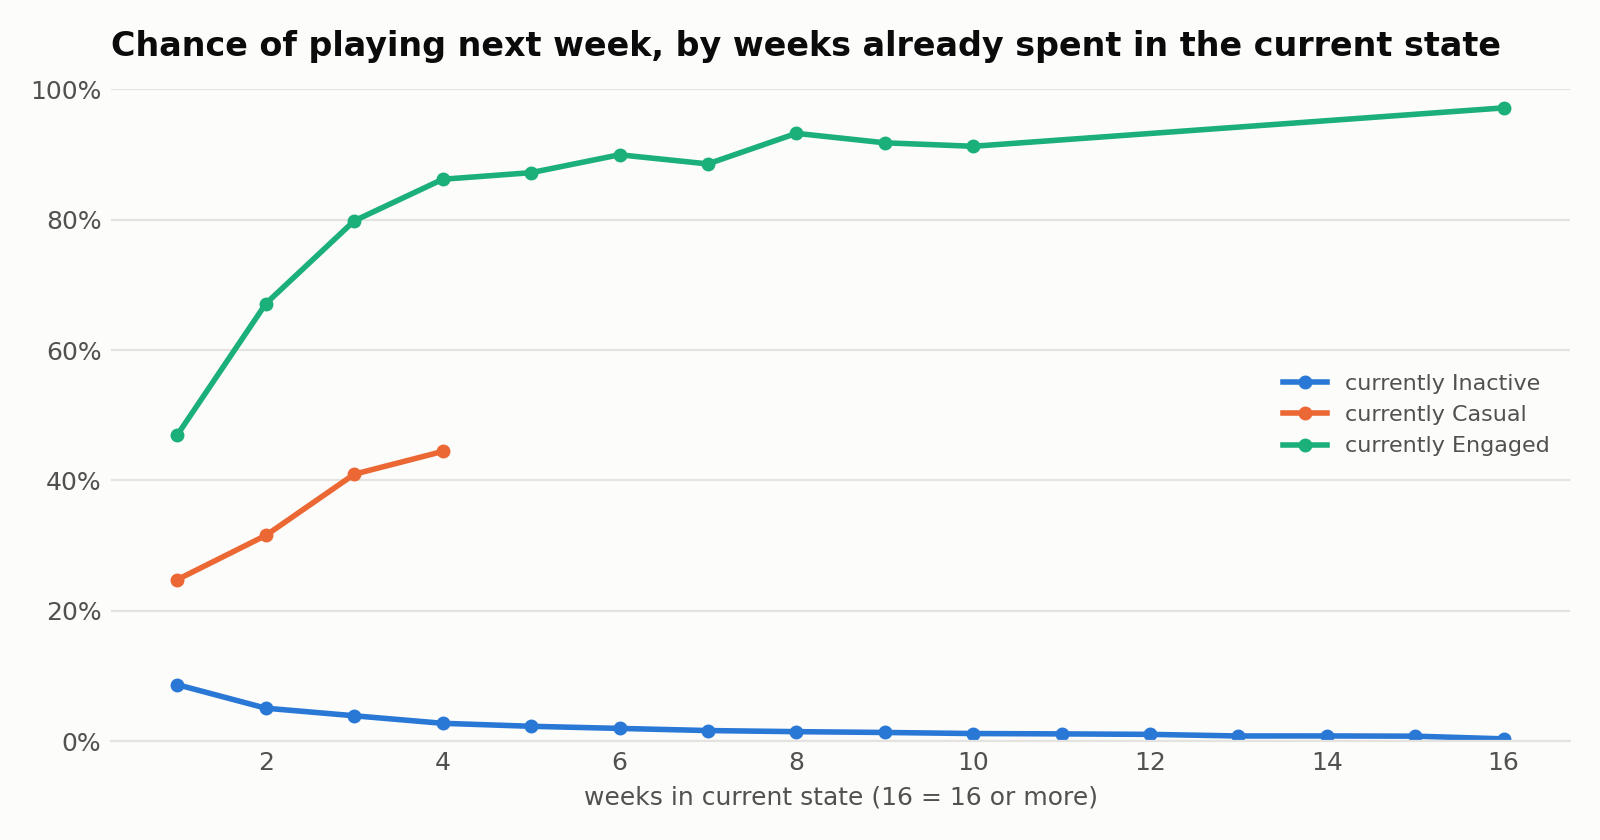 Chance of playing next week, by weeks already spent in the current state
100%
80%
60%
40%
20%
0%
currently Inactive
currently Casual
currently Engaged
2 4 6 8 10 12 14 16
weeks in current state (16 = 16 or more)